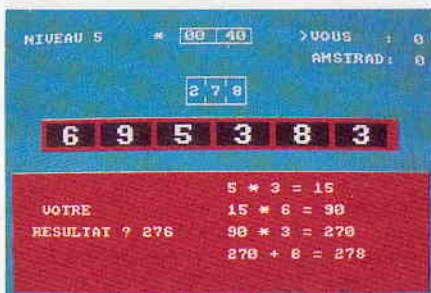 NIVEAU 5 * 00 40 >VOUS : 0
AMSTRAD: 0
2 7 8
6 9 5 3 8 3
5 * 3 = 15
VOTRE 15 * 6 = 90
RESULTAT ? 276 90 * 3 = 270
270 + 8 = 278